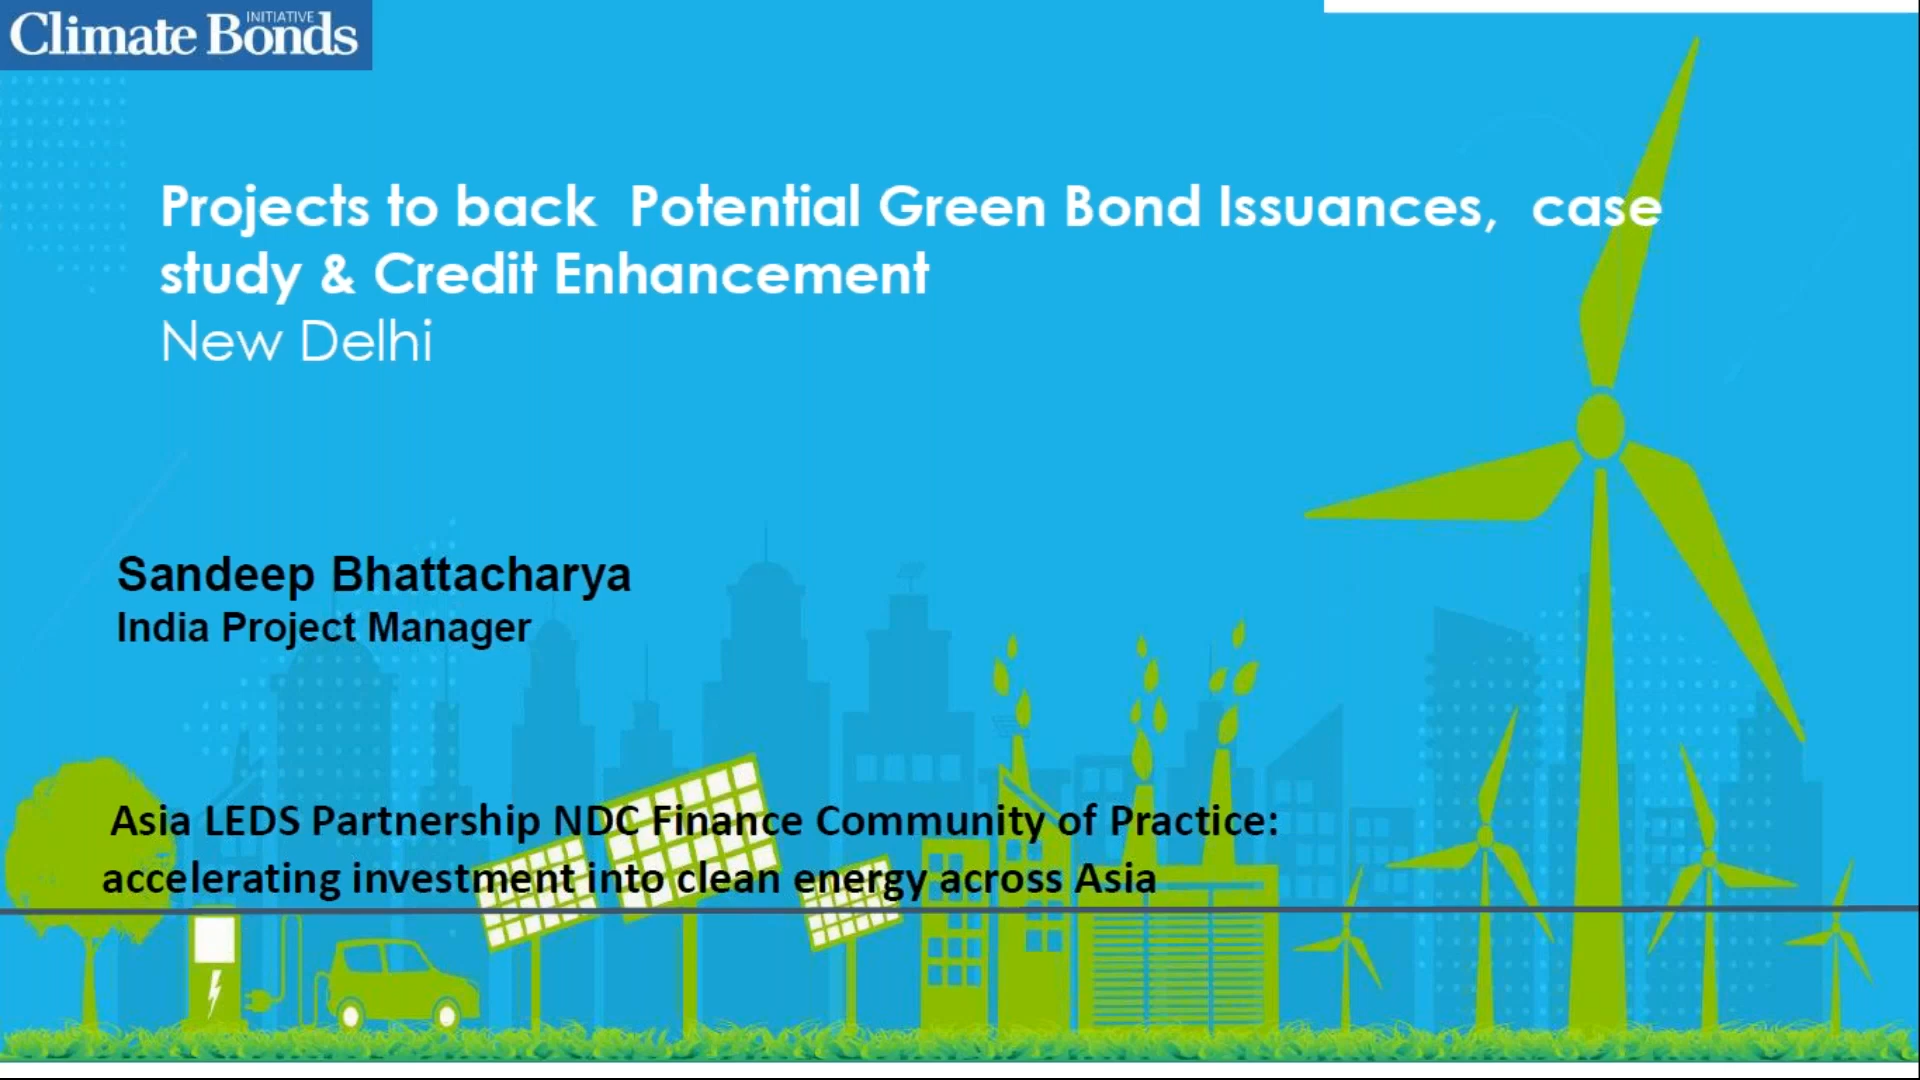 Climate Bonds
INITIATIVE
Projects to back  Potential Green Bond Issuances,  case
study & Credit Enhancement
New Delhi
Sandeep Bhattacharya
India Project Manager
Asia LEDS Partnership NDC Finance Community of Practice:
accelerating investment into clean energy across Asia